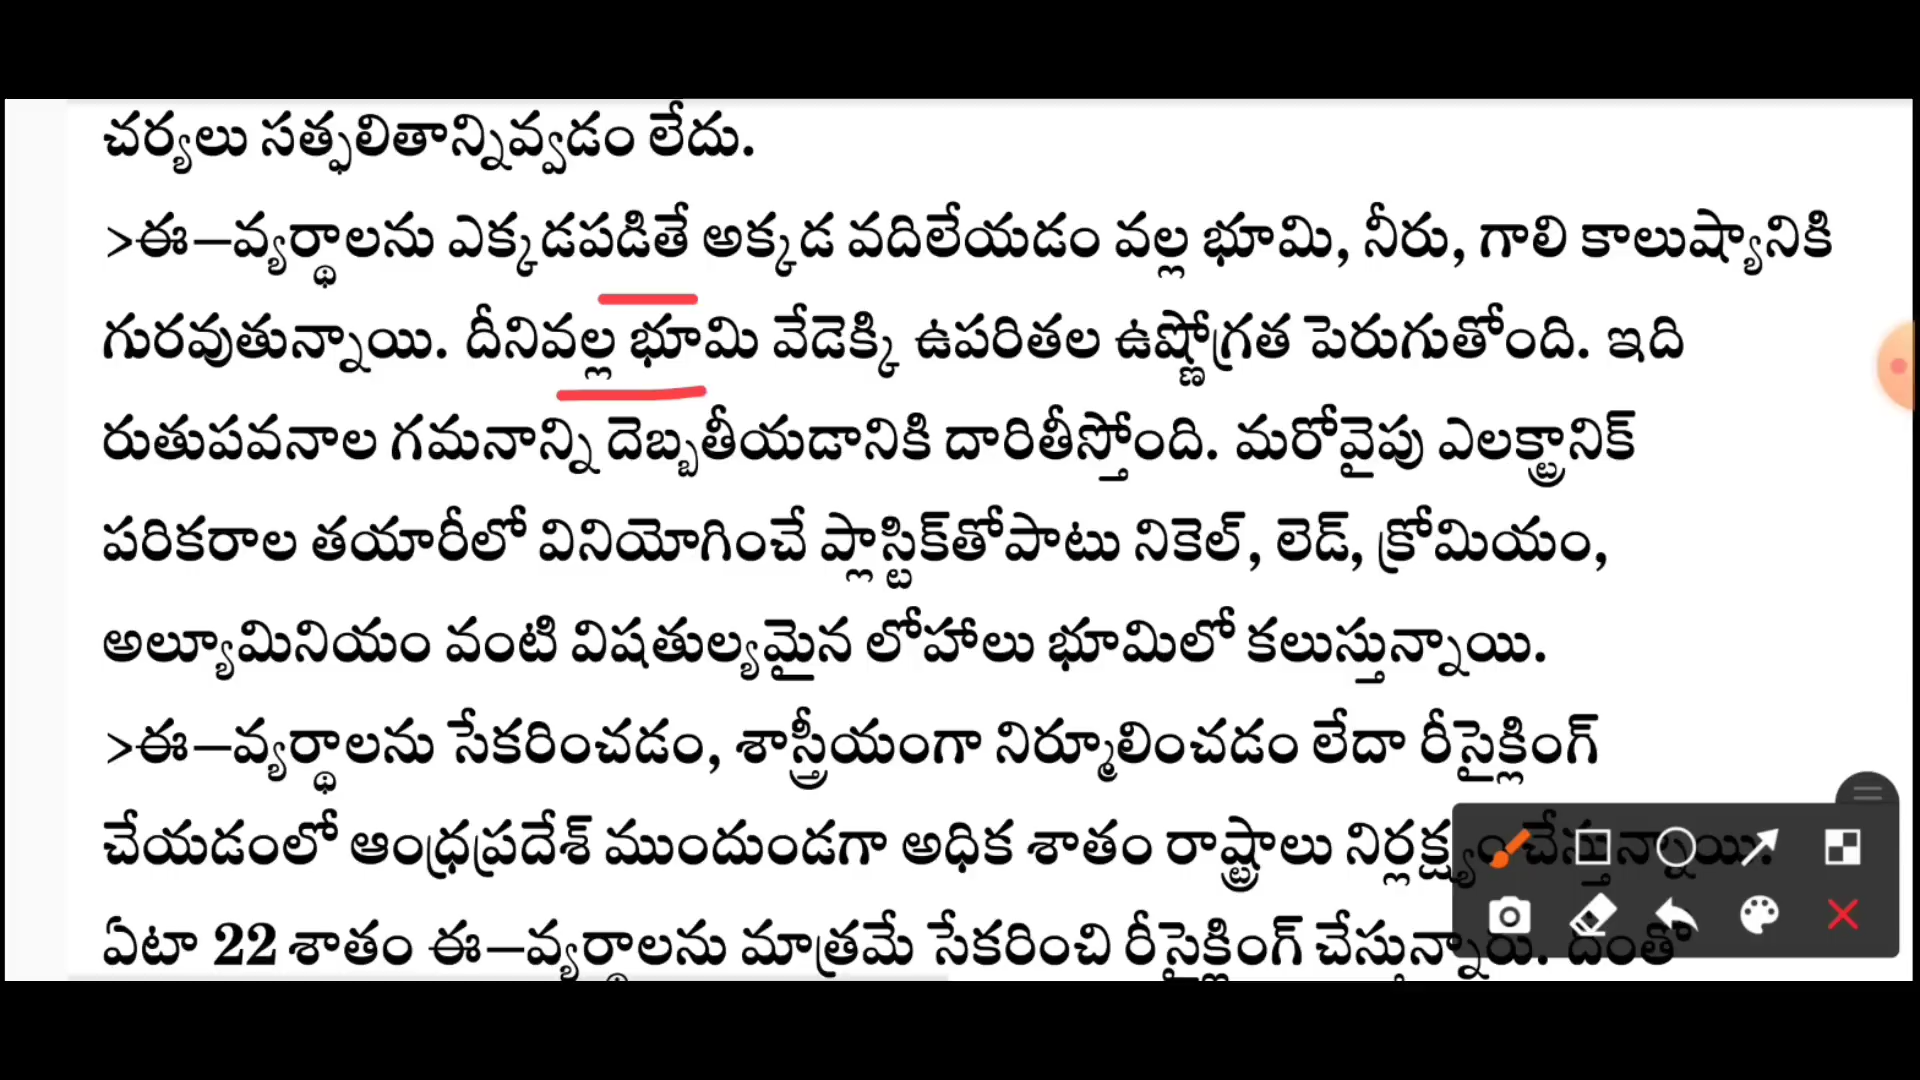 చర్యలు సత్ఫలితాన్నివ్వడం లేదు.
>ఈ–వ్యర్థాలను ఎక్కడపడితే అక్కడ వదిలేయడం వల్ల భూమి, నీరు, గాలి కాలుష్యానికి
గురవుతున్నాయి. దీనివల్ల భూమి వేడెక్కి ఉపరితల ఉష్ణోగ్రత పెరుగుతోంది. ఇది
రుతుపవనాల గమనాన్ని దెబ్బతీయడానికి దారితీస్తోంది. మరోవైపు ఎలక్ట్రానిక్
పరికరాల తయారీలో వినియోగించే ప్లాస్టిక్‌తోపాటు నికెల్, లెడ్, క్రోమియం,
అల్యూమినియం వంటి విషతుల్యమైన లోహాలు భూమిలో కలుస్తున్నాయి.
>ఈ–వ్యర్థాలను సేకరించడం, శాస్త్రీయంగా నిర్మూలించడం లేదా రీసైక్లింగ్
చేయడంలో ఆంధ్రప్రదేశ్ ముందుండగా అధిక శాతం రాష్ట్రాలు నిర్లక్ష్యం చేస్తున్నాయి.
ఏటా 22 శాతం ఈ–వ్యర్థాలను మాత్రమే సేకరించి రీసైక్లింగ్ చేస్తున్నారు. దీంతో